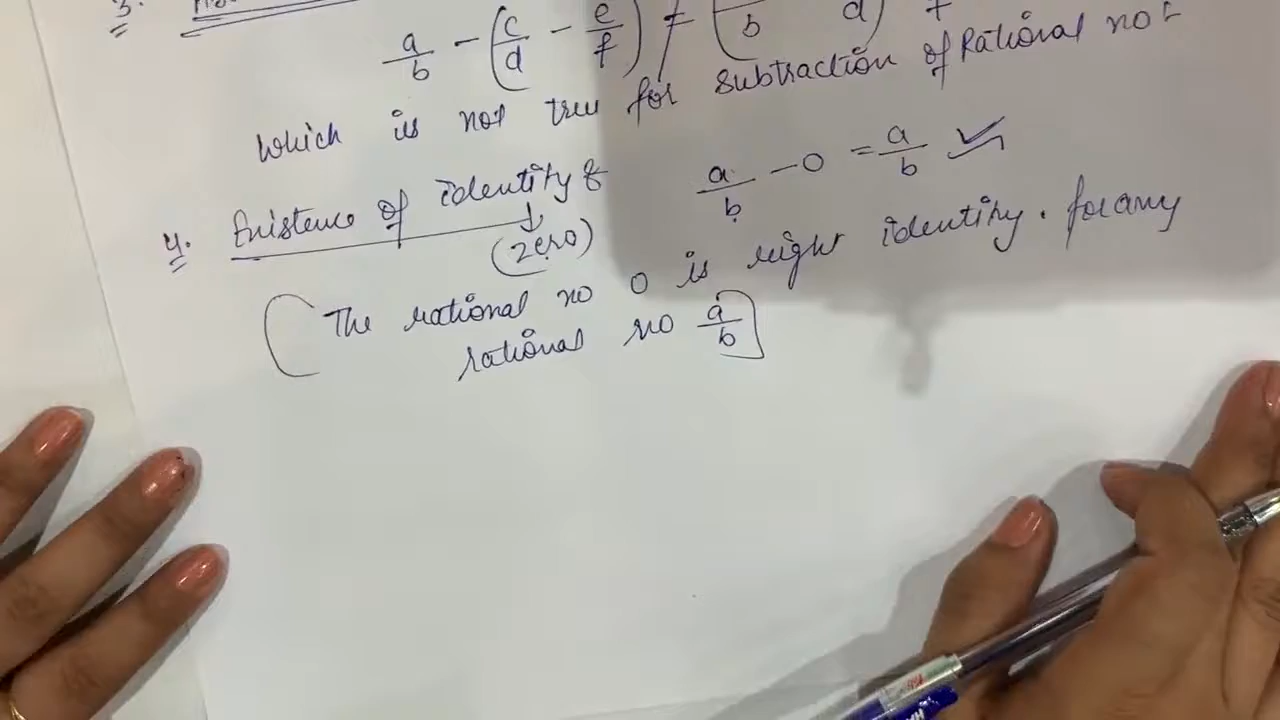 3.
a/b - (c/d - e/f) ≠ ( /b d) f
which is not true for subtraction of Rational no-
4. Existence of identity & a/b - 0 = a/b ✓
(zero)
(The rational no 0 is right identity. for any
rational no a/b]